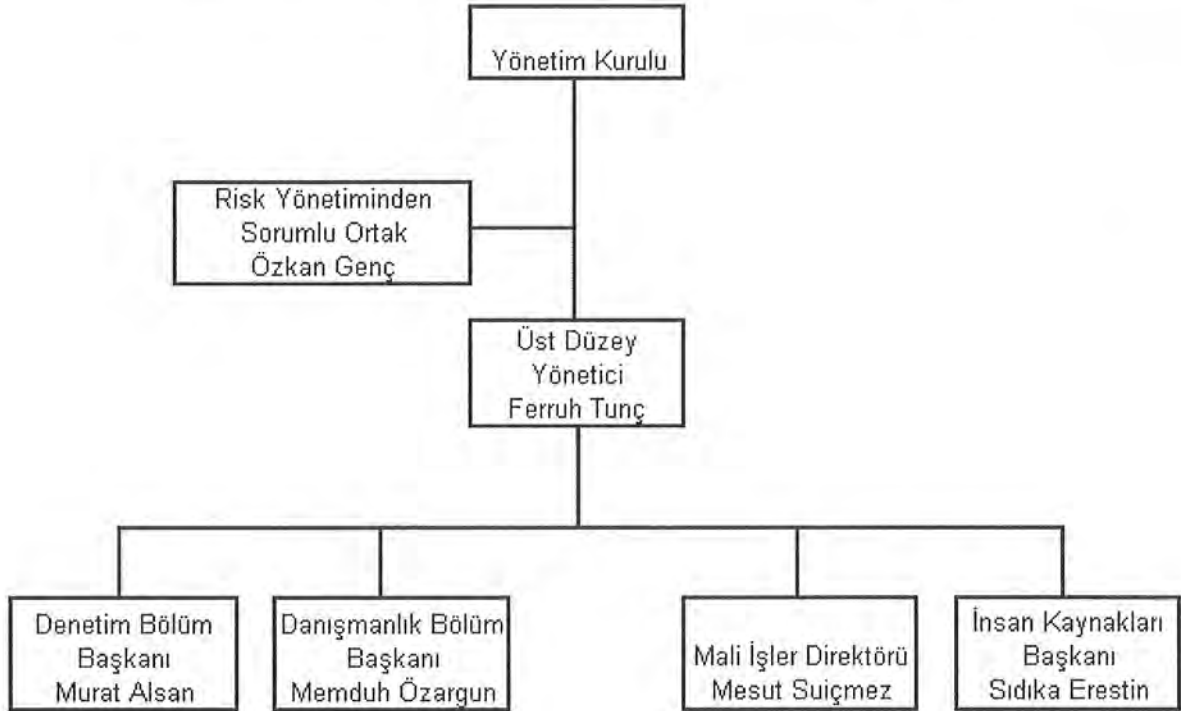 Yönetim Kurulu
Risk Yönetiminden
Sorumlu Ortak
Özkan Genç
Üst Düzey
Yönetici
Ferruh Tunç
Denetim Bölüm
Başkanı
Murat Alsan
Danışmanlık Bölüm
Başkanı
Memduh Özargun
Mali İşler Direktörü
Mesut Suiçmez
İnsan Kaynakları
Başkanı
Sıdıka Erestin